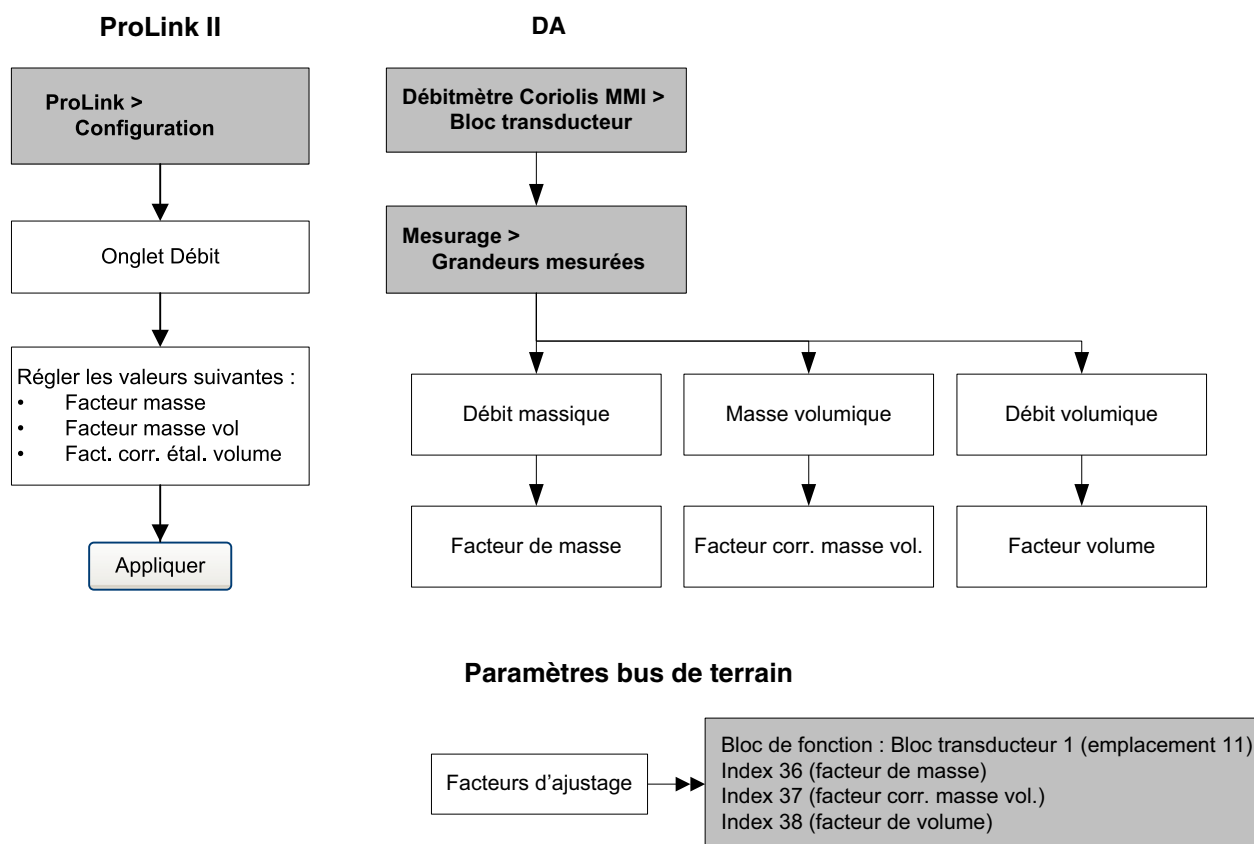 ProLink II
ProLink >
Configuration
Onglet Débit
Régler les valeurs suivantes :
• Facteur masse
• Facteur masse vol
• Fact. corr. étal. volume
Appliquer
DA
Débitmètre Coriolis MMI >
Bloc transducteur
Mesurage >
Grandeurs mesurées
Débit massique
Masse volumique
Débit volumique
Facteur de masse
Facteur corr. masse vol.
Facteur volume
Paramètres bus de terrain
Facteurs d'ajustage
Bloc de fonction : Bloc transducteur 1 (emplacement 11)
Index 36 (facteur de masse)
Index 37 (facteur corr. masse vol.)
Index 38 (facteur de volume)